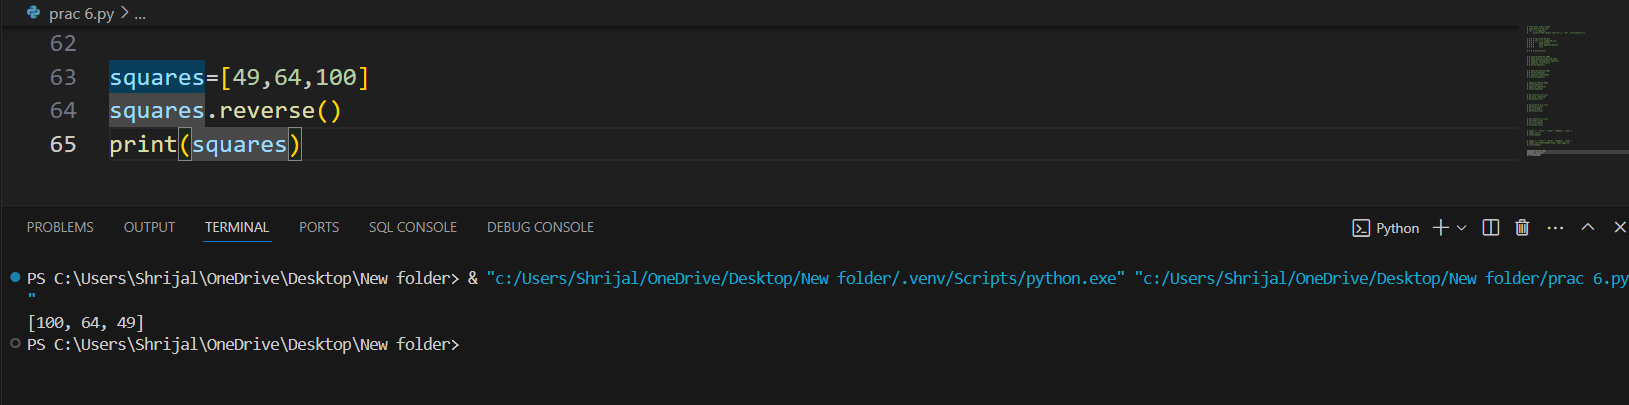 prac 6.py > ...
62
63 squares=[49,64,100]
64 squares.reverse()
65 print(squares)
PROBLEMS OUTPUT TERMINAL PORTS SQL CONSOLE DEBUG CONSOLE Python
PS C:\Users\Shrijal\OneDrive\Desktop\New folder> & "c:/Users/Shrijal/OneDrive/Desktop/New folder/.venv/Scripts/python.exe" "c:/Users/Shrijal/OneDrive/Desktop/New folder/prac 6.py
"
[100, 64, 49]
PS C:\Users\Shrijal\OneDrive\Desktop\New folder>